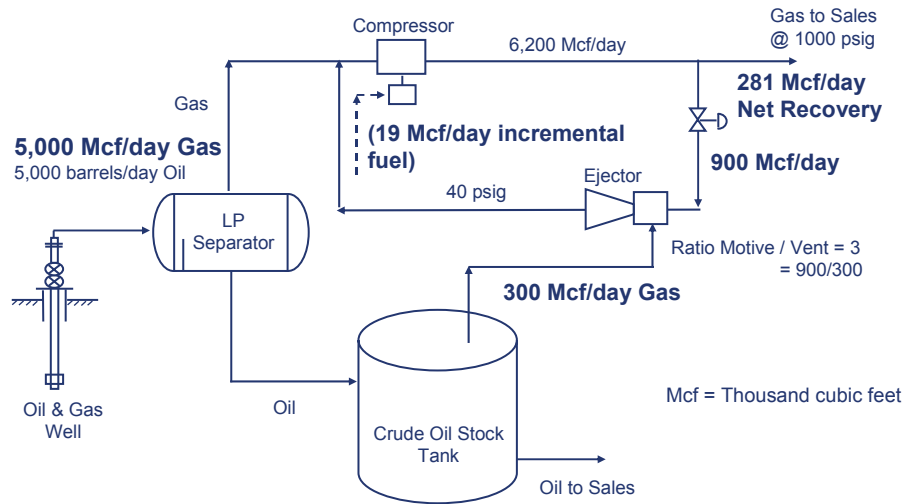 Compressor
6,200 Mcf/day
Gas to Sales
@ 1000 psig
281 Mcf/day
Net Recovery
Gas
(19 Mcf/day incremental
fuel)
5,000 Mcf/day Gas
5,000 barrels/day Oil
900 Mcf/day
Ejector
40 psig
LP
Separator
Ratio Motive / Vent = 3
= 900/300
300 Mcf/day Gas
Oil & Gas
Well
Oil
Crude Oil Stock
Tank
Mcf = Thousand cubic feet
Oil to Sales